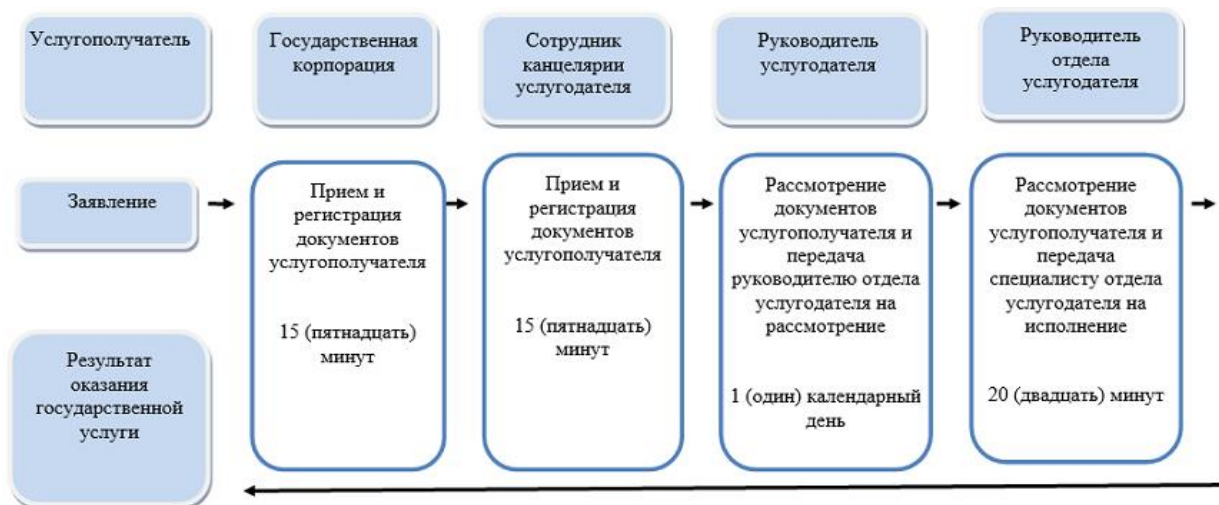 Услугополучатель
Государственная
корпорация
Сотрудник
канцелярии
услугодателя
Руководитель
услугодателя
Руководитель
отдела
услугодателя
Заявление
Прием и
регистрация
документов
услугополучателя
15 (пятнадцать)
минут
Прием и
регистрация
документов
услугополучателя
15 (пятнадцать)
минут
Рассмотрение
документов
услугополучателя и
передача
руководителю отдела
услугодателя на
рассмотрение
1 (один) календарный
день
Рассмотрение
документов
услугополучателя и
передача
специалисту отдела
услугодателя на
исполнение
20 (двадцать) минут
Результат
оказания
государственной
услуги